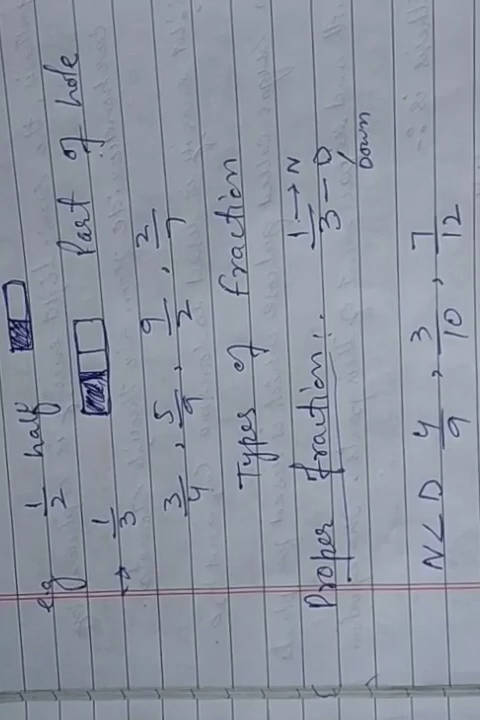 eg 1/2 half
→ 1/3 Part of hole
3/4, 5/9, 9/2, 2/7
Types of fraction
Proper fraction:. 1/3 → N
— D
Down
N<D 4/9, 3/10, 7/12